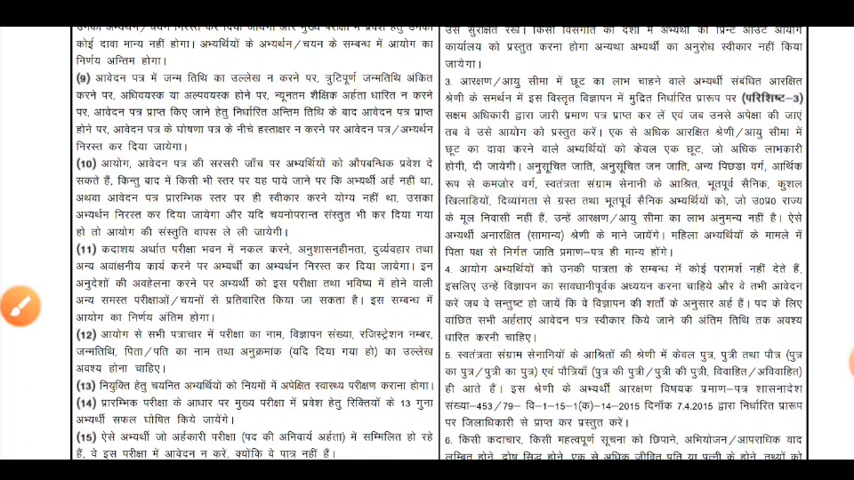 कोई दावा मान्य नहीं होगा। अभ्यर्थियों के अभ्यर्थन/चयन के सम्बन्ध में आयोग का
निर्णय अन्तिम होगा।
(9) आवेदन पत्र में जन्म तिथि का उल्लेख न करने पर, त्रुटिपूर्ण जन्मतिथि अंकित
करने पर, अधिवयस्क या अल्पवयस्क होने पर, न्यूनतम शैक्षिक अर्हता धारित न करने
पर, आवेदन पत्र प्राप्त किए जाने हेतु निर्धारित अन्तिम तिथि के बाद आवेदन पत्र प्राप्त
होने पर, आवेदन पत्र के घोषणा पत्र के नीचे हस्ताक्षर न करने पर आवेदन पत्र/अभ्यर्थन
निरस्त कर दिया जायेगा।
(10) आयोग, आवेदन पत्र की सरसरी जाँच पर अभ्यर्थियों को औपबन्धिक प्रवेश दे
सकते हैं, किन्तु बाद में किसी भी स्तर पर यह पाये जाने पर कि अभ्यर्थी अर्ह नहीं था,
अथवा आवेदन पत्र प्रारम्भिक स्तर पर ही स्वीकार करने योग्य नहीं था, उसका
अभ्यर्थन निरस्त कर दिया जायेगा और यदि चयनोपरान्त संस्तुत भी कर दिया गया
हो तो आयोग की संस्तुति वापस ले ली जायेगी।
(11) कदाशय अर्थात परीक्षा भवन में नकल करने, अनुशासनहीनता, दुर्व्यवहार तथा
अन्य अवांछनीय कार्य करने पर अभ्यर्थी का अभ्यर्थन निरस्त कर दिया जायेगा। इन
अनुदेशों की अवहेलना करने पर अभ्यर्थी को इस परीक्षा तथा भविष्य में होने वाली
अन्य समस्त परीक्षाओं/चयनों से प्रतिवारित किया जा सकता है। इस सम्बन्ध में
आयोग का निर्णय अंतिम होगा।
(12) आयोग से सभी पत्राचार में परीक्षा का नाम, विज्ञापन संख्या, रजिस्ट्रेशन नम्बर,
जन्मतिथि, पिता/पति का नाम तथा अनुक्रमांक (यदि दिया गया हो) का उल्लेख
अवश्य होना चाहिए।
(13) नियुक्ति हेतु चयनित अभ्यर्थियों को नियमों में अपेक्षित स्वास्थ्य परीक्षण कराना होगा।
(14) प्रारम्भिक परीक्षा के आधार पर मुख्य परीक्षा में प्रवेश हेतु रिक्तियों के 13 गुना
अभ्यर्थी सफल घोषित किये जायेंगे।
(15) ऐसे अभ्यर्थी जो अर्हकारी परीक्षा (पद की अनिवार्य अर्हता) में सम्मिलित हो रहे
हैं, वे इस परीक्षा में आवेदन न करें, क्योंकि वे पात्र नहीं हैं।
उसे सुरक्षित रखें। किसी विसंगति की दशा में अभ्यर्थी को प्रिन्ट आउट आयोग
कार्यालय को प्रस्तुत करना होगा अन्यथा अभ्यर्थी का अनुरोध स्वीकार नहीं किया
जायेगा।
3. आरक्षण/आयु सीमा में छूट का लाभ चाहने वाले अभ्यर्थी संबंधित आरक्षित
श्रेणी के समर्थन में इस विस्तृत विज्ञापन में मुद्रित निर्धारित प्रारूप पर (परिशिष्ट-3)
सक्षम अधिकारी द्वारा जारी प्रमाण पत्र प्राप्त कर लें एवं जब उनसे अपेक्षा की जाएं
तब वे उसे आयोग को प्रस्तुत करें। एक से अधिक आरक्षित श्रेणी/आयु सीमा में
छूट का दावा करने वाले अभ्यर्थियों को केवल एक छूट, जो अधिक लाभकारी
होगी, दी जायेगी। अनुसूचित जाति, अनुसूचित जन जाति, अन्य पिछड़ा वर्ग, आर्थिक
रूप से कमजोर वर्ग, स्वतंत्रता संग्राम सेनानी के आश्रित, भूतपूर्व सैनिक, कुशल
खिलाड़ियों, दिव्यांगता से ग्रस्त तथा भूतपूर्व सैनिक अभ्यर्थियों को, जो उ0प्र0 राज्य
के मूल निवासी नहीं हैं, उन्हें आरक्षण/आयु सीमा का लाभ अनुमन्य नहीं है। ऐसे
अभ्यर्थी अनारक्षित (सामान्य) श्रेणी के माने जायेंगे। महिला अभ्यर्थियों के मामले में
पिता पक्ष से निर्गत जाति प्रमाण-पत्र ही मान्य होंगे।
4. आयोग अभ्यर्थियों को उनकी पात्रता के सम्बन्ध में कोई परामर्श नहीं देते हैं,
इसलिए उन्हें विज्ञापन का सावधानीपूर्वक अध्ययन करना चाहिये और वे तभी आवेदन
करें जब वे सन्तुष्ट हो जायें कि वे विज्ञापन की शर्तों के अनुसार अर्ह हैं। पद के लिए
वांछित सभी अर्हताएं आवेदन पत्र स्वीकार किये जाने की अंतिम तिथि तक अवश्य
धारित करनी चाहिए।
5. स्वतंत्रता संग्राम सेनानियों के आश्रितों की श्रेणी में केवल पुत्र, पुत्री तथा पौत्र (पुत्र
का पुत्र/पुत्री का पुत्र) एवं पौत्रियाँ (पुत्र की पुत्री/पुत्री की पुत्री, विवाहित/अविवाहित)
ही आते हैं। इस श्रेणी के अभ्यर्थी आरक्षण विषयक प्रमाण-पत्र शासनादेश
संख्या-453/79- वि-1-15-1(क)-14-2015 दिनाँक 7.4.2015 द्वारा निर्धारित प्रारूप
पर जिलाधिकारी से प्राप्त कर प्रस्तुत करें।
6. किसी कदाचार, किसी महत्वपूर्ण सूचना को छिपाने, अभियोजन/आपराधिक वाद
लम्बित होने, दोष सिद्ध होने, एक से अधिक जीवित पति या पत्नी के होने, तथ्यों को